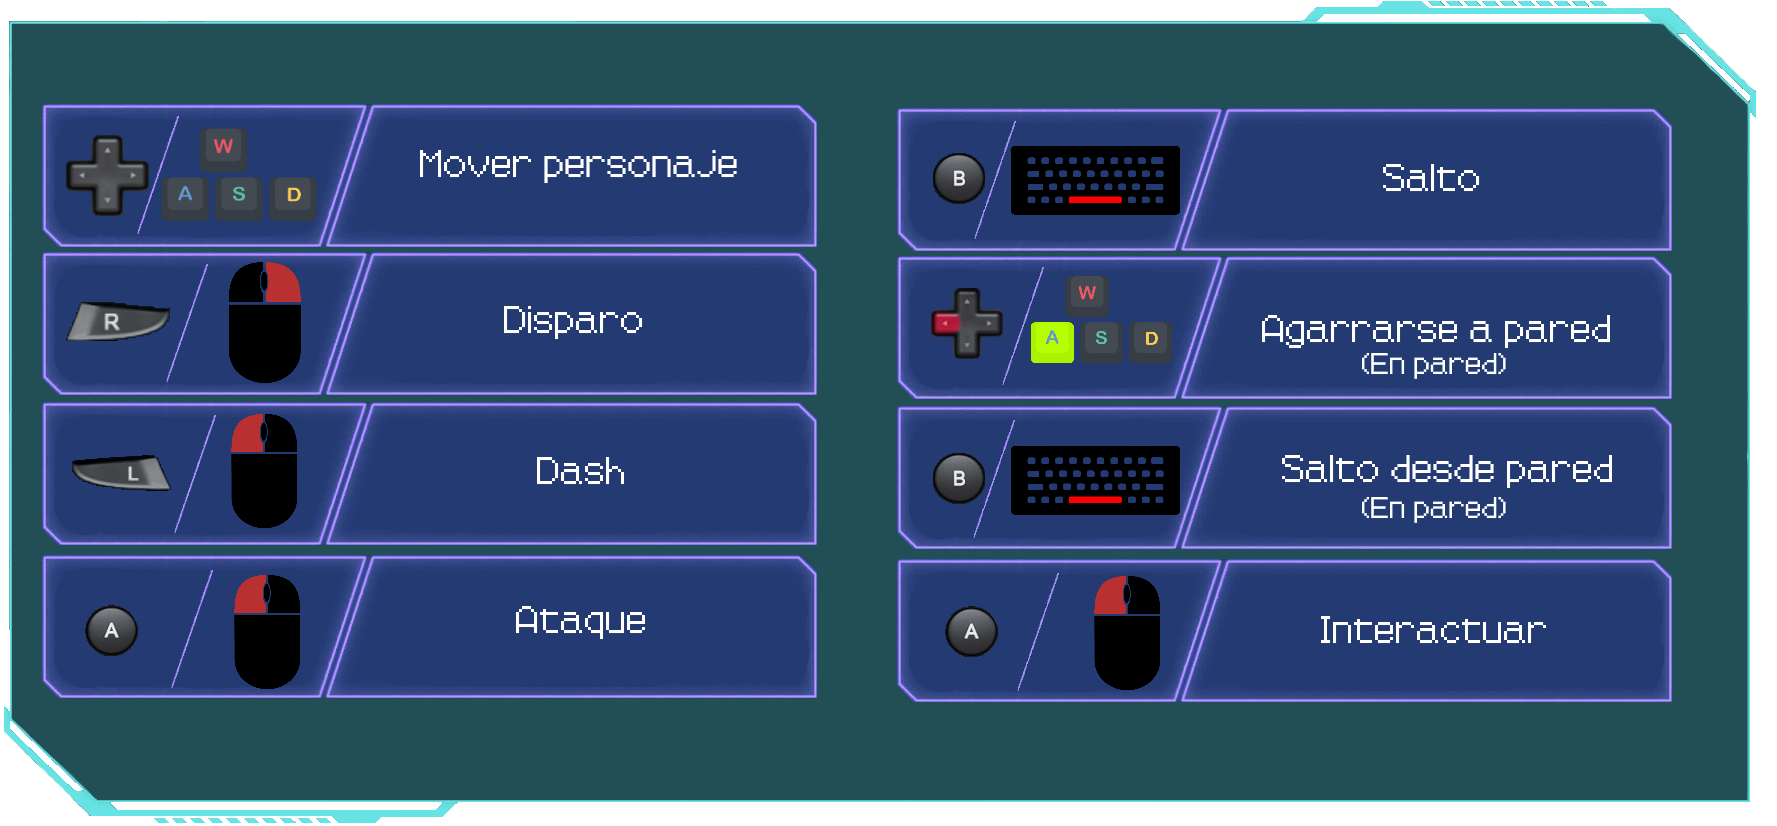 W
A S D
Mover personaje
R
Disparo
L
Dash
A
Ataque
B
Salto
W
A S D
Agarrarse a pared
(En pared)
B
Salto desde pared
(En pared)
A
Interactuar